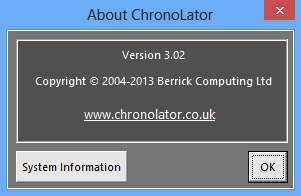 About ChronoLator
Version 3.02
Copyright © 2004-2013 Berrick Computing Ltd
www.chronolator.co.uk
System Information
OK